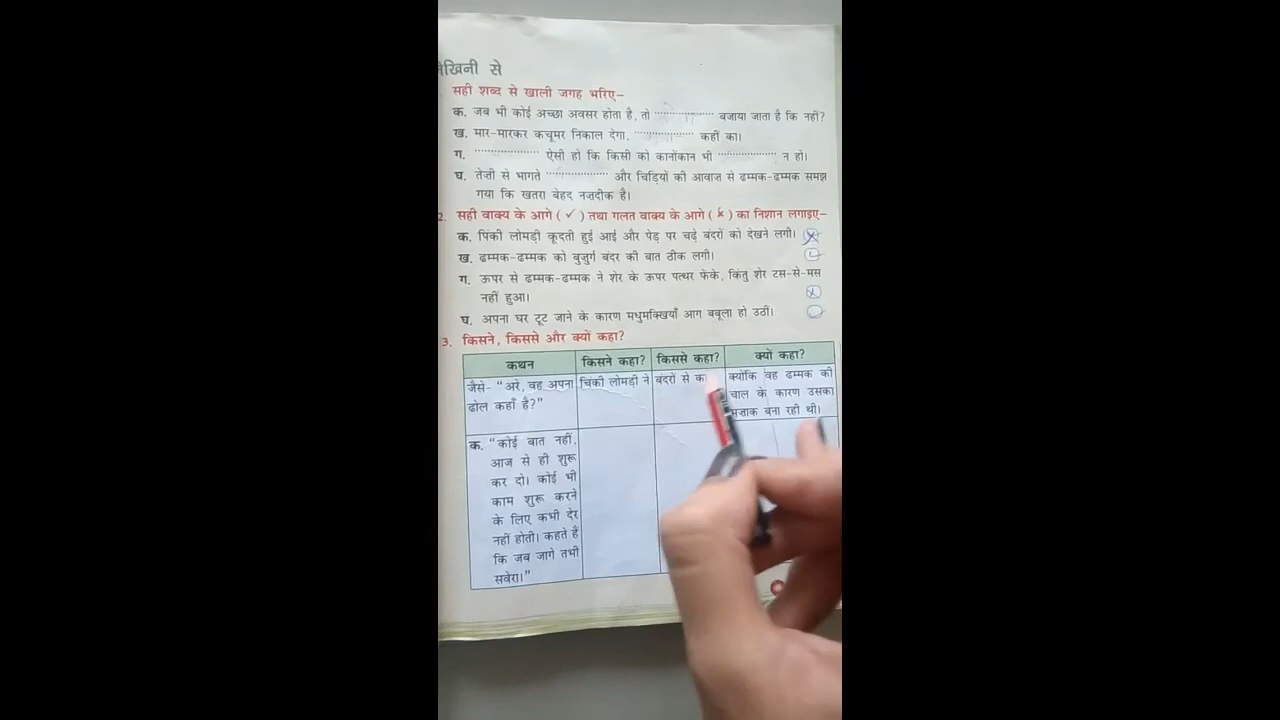 लेखिनी से
सही शब्द से खाली जगह भरिए–
क. जब भी कोई अच्छा अवसर होता है, तो .................. बजाया जाता है कि नहीं?
ख. मार-मारकर कचूमर निकाल देगा, .................. कहीं का।
ग. .................. ऐसी हो कि किसी को कानोंकान भी .................. न हो।
घ. तेज़ी से भागते .................. और चिड़ियों की आवाज़ से ढम्मक-ढम्मक समझ
गया कि खतरा बेहद नज़दीक है।
2. सही वाक्य के आगे (✓) तथा गलत वाक्य के आगे (×) का निशान लगाइए–
क. पिंकी लोमड़ी कूदती हुई आई और पेड़ पर चढ़े बंदरों को देखने लगी।
ख. ढम्मक-ढम्मक को बुज़ुर्ग बंदर की बात ठीक लगी।
ग. ऊपर से ढम्मक-ढम्मक ने शेर के ऊपर पत्थर फेंके, किंतु शेर टस-से-मस
नहीं हुआ। ×
घ. अपना घर टूट जाने के कारण मधुमक्खियाँ आग बबूला हो उठीं।
3. किसने, किससे और क्यों कहा?
कथन किसने कहा? किससे कहा? क्यों कहा?
जैसे- "अरे, वह अपना चिंकी लोमड़ी ने बंदरों से क्योंकि वह ढम्मक की
ढोल कहाँ है?" चाल के कारण उसका
मज़ाक बना रही थी।
क. "कोई बात नहीं,
आज से ही शुरू
कर दो। कोई भी
काम शुरू करने
के लिए कभी देर
नहीं होती। कहते हैं
कि जब जागे तभी
सवेरा।"